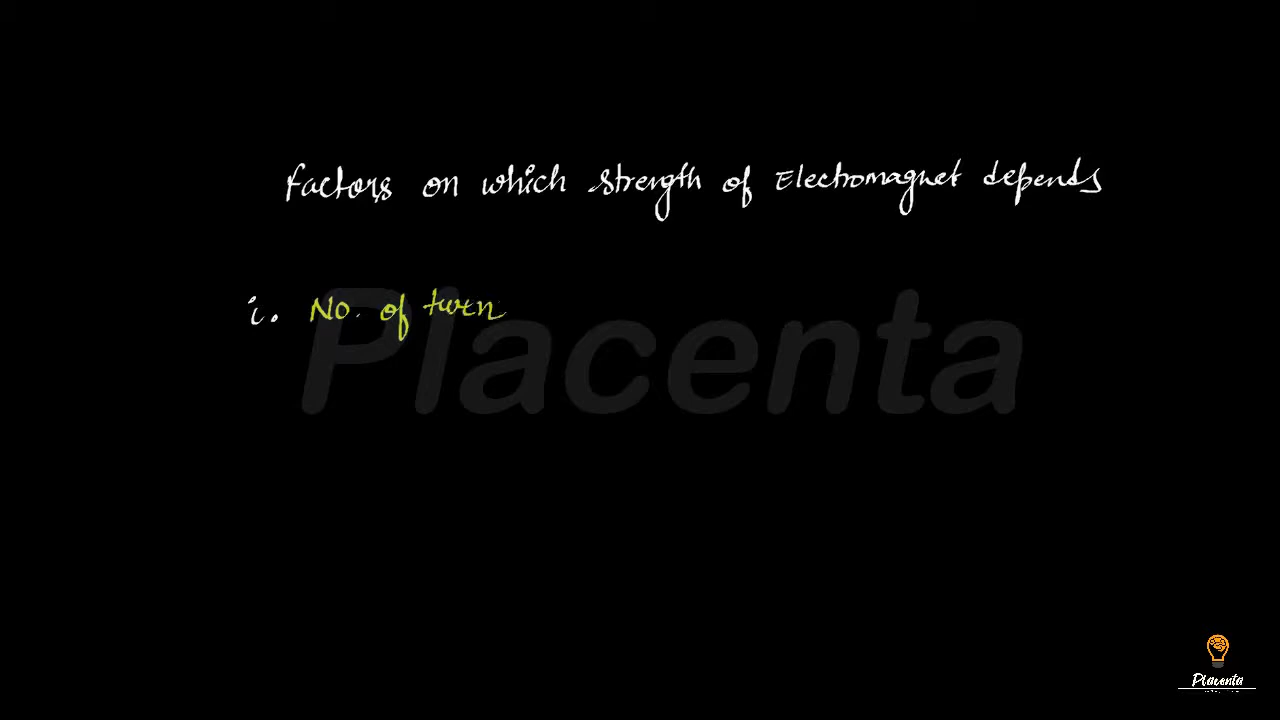 Factors on which strength of Electromagnet depends
i. No. of turn
Placenta
Placenta